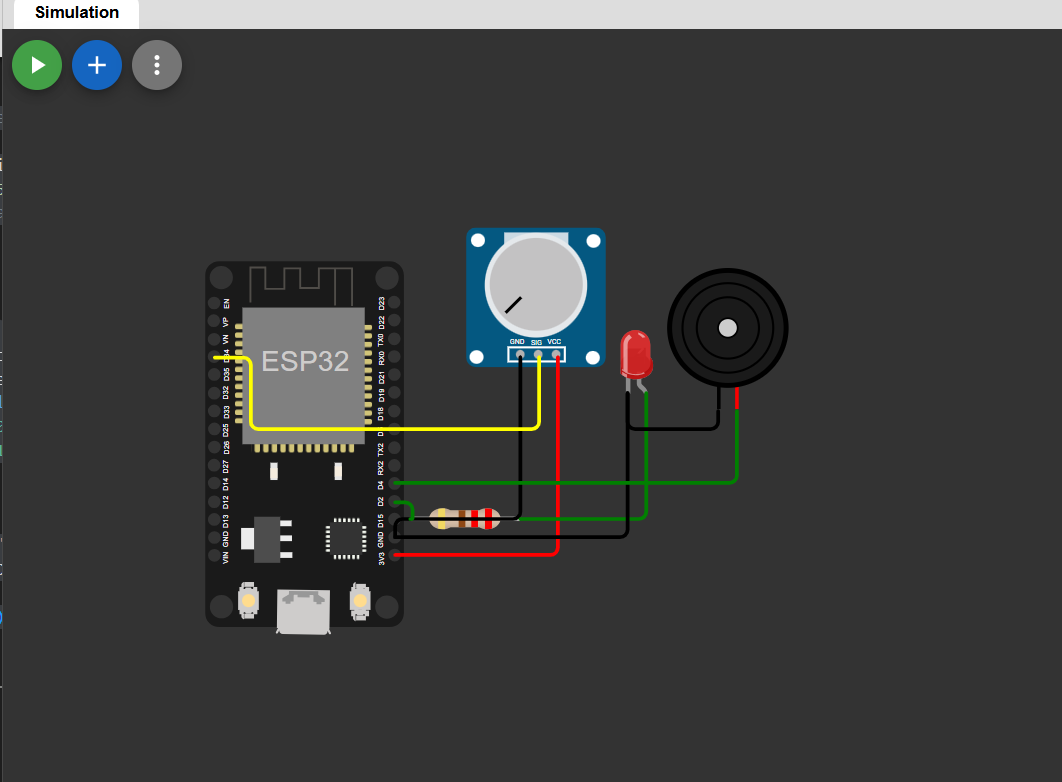 Simulation
GND SIG VCC
ESP32
EN
VP
VN
D34
D35
D32
D33
D25
D26
D27
D14
D12
D13
GND
VIN
D23
D22
TX0
RX0
D21
D19
D18
TX2
RX2
D4
D2
D15
GND
3V3